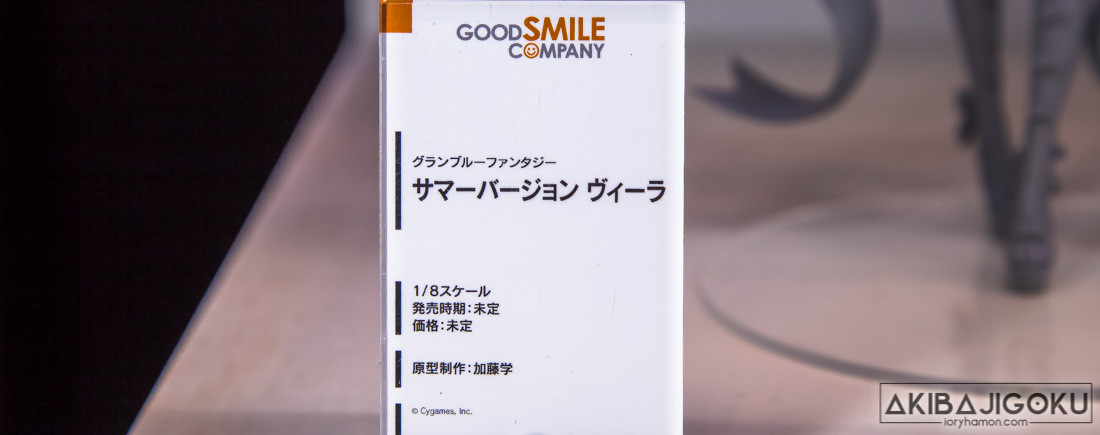 GOODSMILE
COMPANY
グランブルーファンタジー
サマーバージョン ヴィーラ
1/8スケール
発売時期：未定
価格：未定
原型制作：加藤学
© Cygames, Inc.
AKIBAJIGOKU
ioryhamon.com